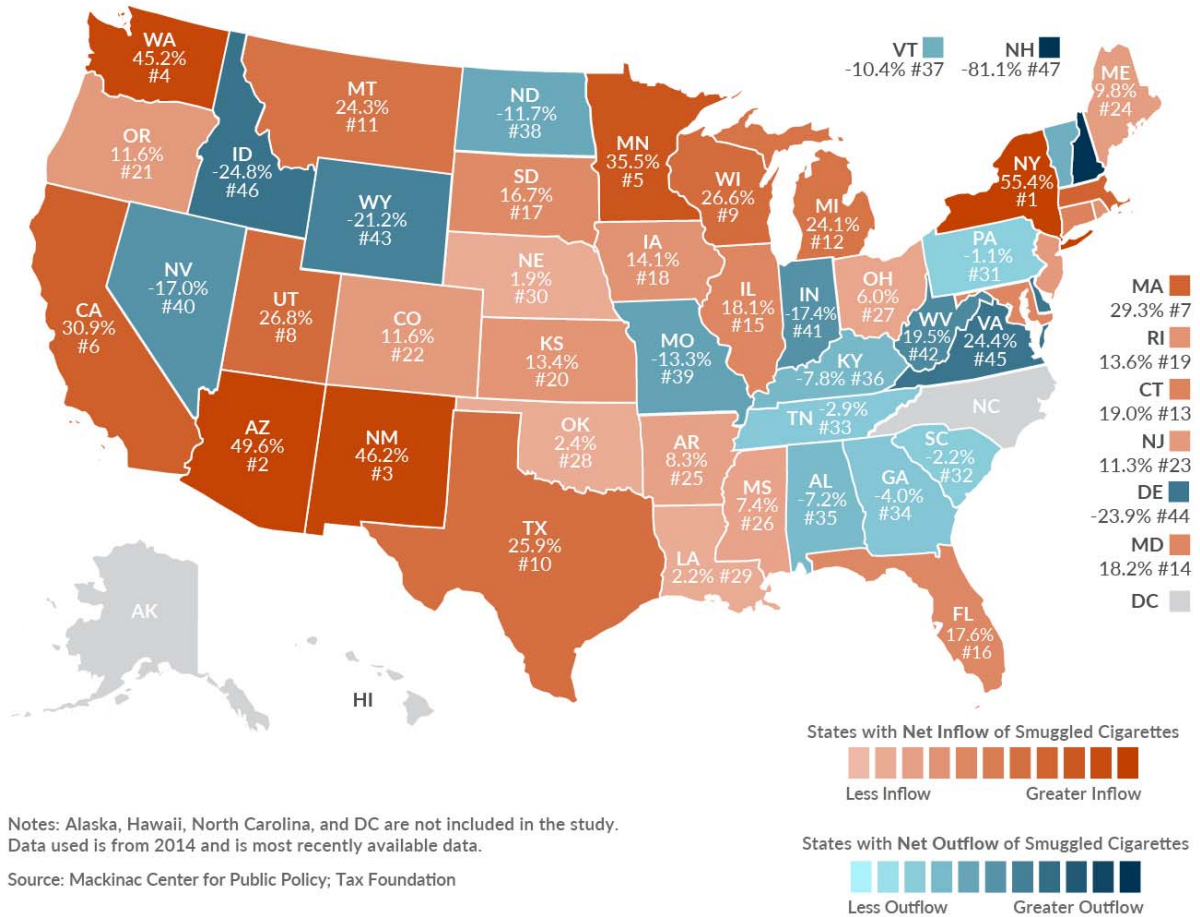 WA
45.2%
#4
MT
24.3%
#11
ND
-11.7%
#38
VT
-10.4% #37
NH
-81.1% #47
ME
9.8%
#24
OR
11.6%
#21
ID
-24.8%
#46
WY
-21.2%
#43
SD
16.7%
#17
MN
35.5%
#5
WI
26.6%
#9
MI
24.1%
#12
NY
55.4%
#1
NV
-17.0%
#40
UT
26.8%
#8
CO
11.6%
#22
NE
1.9%
#30
IA
14.1%
#18
IL
18.1%
#15
IN
-17.4%
#41
OH
6.0%
#27
PA
-1.1%
#31
CA
30.9%
#6
KS
13.4%
#20
MO
-13.3%
#39
KY
-7.8% #36
WV
19.5%
#42
VA
24.4%
#45
MA
29.3% #7
RI
13.6% #19
CT
19.0% #13
NJ
11.3% #23
DE
-23.9% #44
MD
18.2% #14
DC
AZ
49.6%
#2
NM
46.2%
#3
OK
2.4%
#28
AR
8.3%
#25
TN -2.9%
#33
NC
SC
-2.2%
#32
MS
7.4%
#26
AL
-7.2%
#35
GA
-4.0%
#34
TX
25.9%
#10
LA
2.2% #29
FL
17.6%
#16
AK
HI
States with Net Inflow of Smuggled Cigarettes
Less Inflow Greater Inflow
Notes: Alaska, Hawaii, North Carolina, and DC are not included in the study.
Data used is from 2014 and is most recently available data.
Source: Mackinac Center for Public Policy; Tax Foundation
States with Net Outflow of Smuggled Cigarettes
Less Outflow Greater Outflow